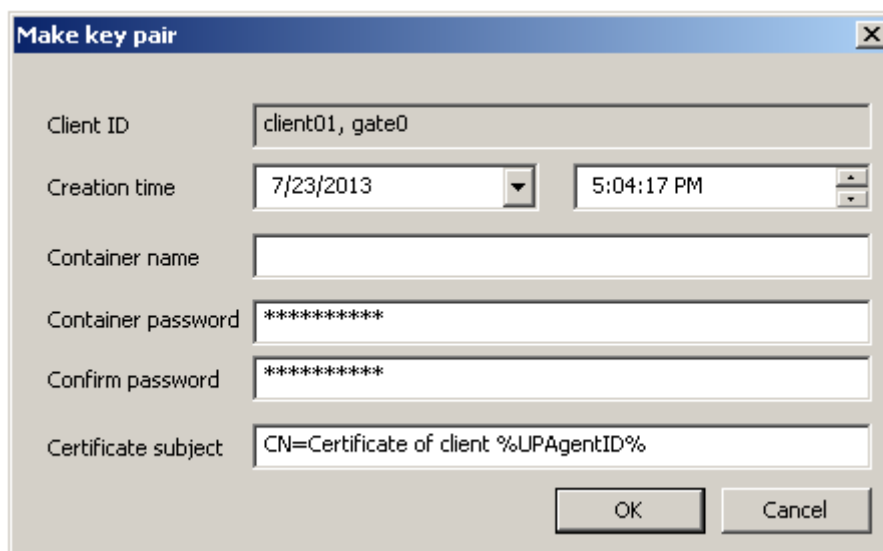 Make key pair
Client ID client01, gate0
Creation time 7/23/2013 5:04:17 PM
Container name
Container password **********
Confirm password **********
Certificate subject CN=Certificate of client %UPAgentID%
OK Cancel